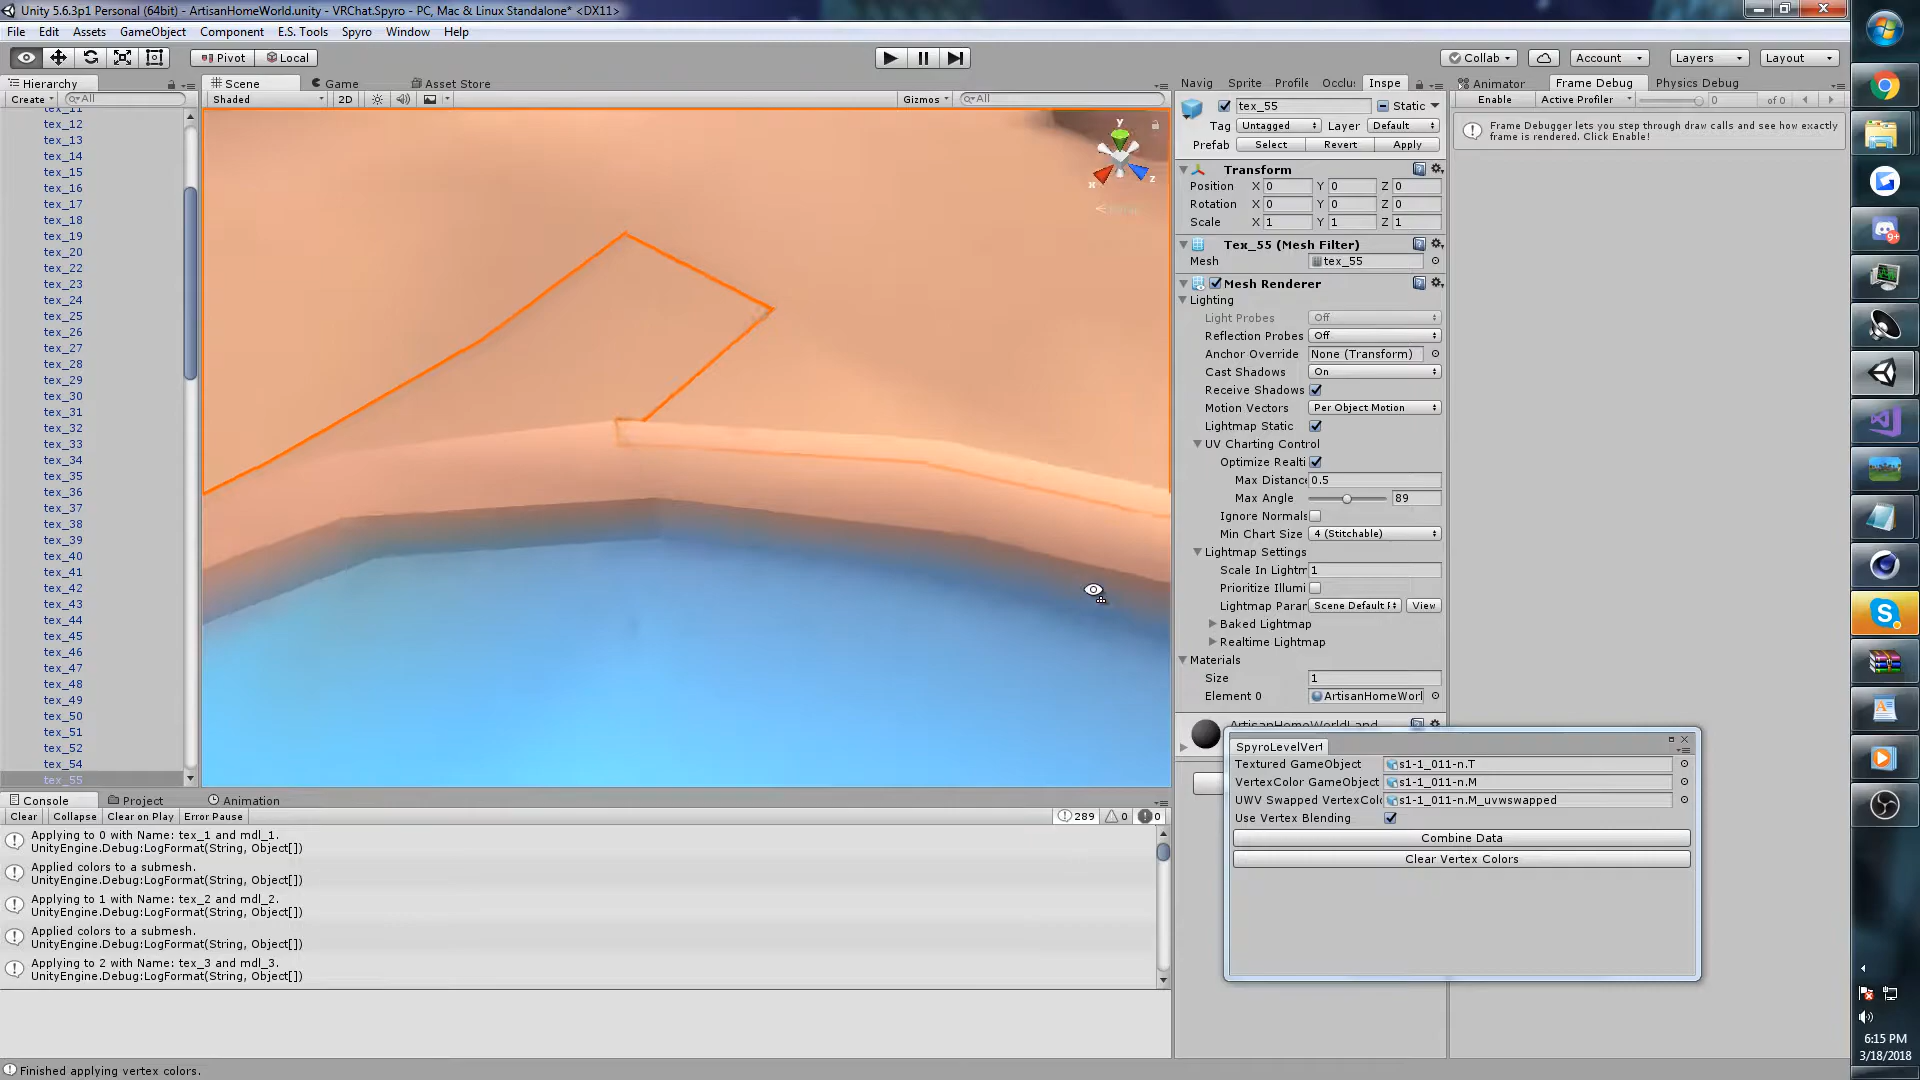 Unity 5.6.3p1 Personal (64bit) - ArtisanHomeWorld.unity - VRChat.Spyro - PC, Mac & Linux Standalone* <DX11>
File Edit Assets GameObject Component E.S. Tools Spyro Window Help
Pivot Local
Collab Account Layers Layout
Hierarchy
Create All
tex_11
tex_12
tex_13
tex_14
tex_15
tex_16
tex_17
tex_18
tex_19
tex_20
tex_22
tex_23
tex_24
tex_25
tex_26
tex_27
tex_28
tex_29
tex_30
tex_31
tex_32
tex_33
tex_34
tex_35
tex_36
tex_37
tex_38
tex_39
tex_40
tex_41
tex_42
tex_43
tex_44
tex_45
tex_46
tex_47
tex_48
tex_49
tex_50
tex_51
tex_52
tex_54
tex_55
Scene Game Asset Store
Shaded 2D Gizmos All
y
x z
Navig Sprite Profile Occlu Inspe
tex_55 Static
Tag Untagged Layer Default
Prefab Select Revert Apply
Transform
Position X 0 Y 0 Z 0
Rotation X 0 Y 0 Z 0
Scale X 1 Y 1 Z 1
Tex_55 (Mesh Filter)
Mesh tex_55
Mesh Renderer
Lighting
Light Probes Off
Reflection Probes Off
Anchor Override None (Transform)
Cast Shadows On
Receive Shadows
Motion Vectors Per Object Motion
Lightmap Static
UV Charting Control
Optimize Realti
Max Distanc 0.5
Max Angle 89
Ignore Normals
Min Chart Size 4 (Stitchable)
Lightmap Settings
Scale In Lightm 1
Prioritize Illumi
Lightmap Parar Scene Default P View
Baked Lightmap
Realtime Lightmap
Materials
Size 1
Element 0 ArtisanHomeWorl
ArtisanHomeWorldLand
Animator Frame Debug Physics Debug
Enable Active Profiler 0 of 0
Frame Debugger lets you step through draw calls and see how exactly
frame is rendered. Click Enable!
SpyroLevelVert
Textured GameObject s1-1_011-n.T
VertexColor GameObject s1-1_011-n.M
UWV Swapped VertexColo s1-1_011-n.M_uvwswapped
Use Vertex Blending
Combine Data
Clear Vertex Colors
Console Project Animation
Clear Collapse Clear on Play Error Pause 289 0 0
Applying to 0 with Name: tex_1 and mdl_1.
UnityEngine.Debug:LogFormat(String, Object[])
Applied colors to a submesh.
UnityEngine.Debug:LogFormat(String, Object[])
Applying to 1 with Name: tex_2 and mdl_2.
UnityEngine.Debug:LogFormat(String, Object[])
Applied colors to a submesh.
UnityEngine.Debug:LogFormat(String, Object[])
Applying to 2 with Name: tex_3 and mdl_3.
UnityEngine.Debug:LogFormat(String, Object[])
Finished applying vertex colors.
9+
6:15 PM
3/18/2018